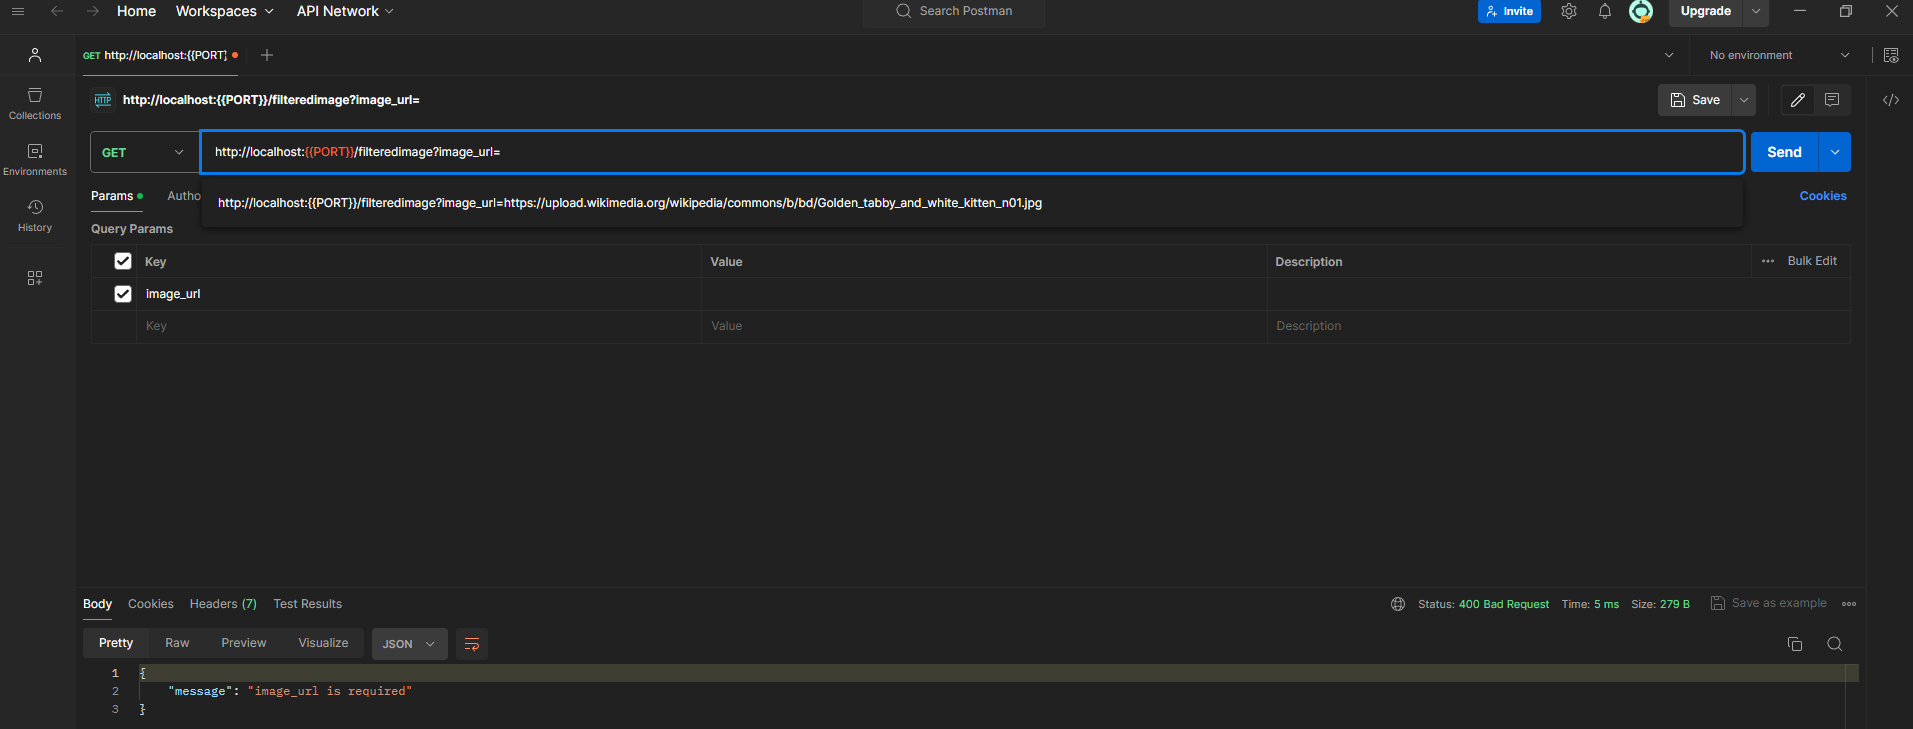 Home Workspaces API Network Search Postman Invite Upgrade
GET http://localhost:{{PORT} No environment
HTTP http://localhost:{{PORT}}/filteredimage?image_url= Save
Collections
GET http://localhost:{{PORT}}/filteredimage?image_url= Send
Environments
Params Autho Cookies
http://localhost:{{PORT}}/filteredimage?image_url=https://upload.wikimedia.org/wikipedia/commons/b/bd/Golden_tabby_and_white_kitten_n01.jpg
History
Query Params
Key Value Description Bulk Edit
image_url
Key Value Description
Body Cookies Headers (7) Test Results Status: 400 Bad Request Time: 5 ms Size: 279 B Save as example
Pretty Raw Preview Visualize JSON
1 {
2 "message": "image_url is required"
3 }